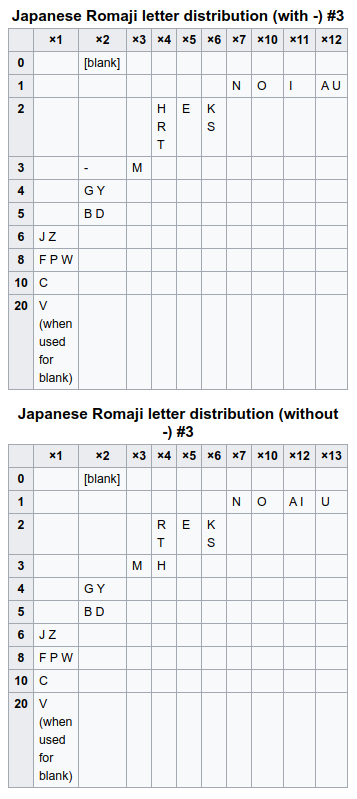 Japanese Romaji letter distribution (with -) #3
×1 ×2 ×3 ×4 ×5 ×6 ×7 ×10 ×11 ×12
0 [blank]
1 N O I A U
2 H E K
R S
T
3 - M
4 G Y
5 B D
6 J Z
8 F P W
10 C
20 V
(when
used
for
blank)
Japanese Romaji letter distribution (without
-) #3
×1 ×2 ×3 ×4 ×5 ×6 ×7 ×10 ×12 ×13
0 [blank]
1 N O A I U
2 R E K
T S
3 M H
4 G Y
5 B D
6 J Z
8 F P W
10 C
20 V
(when
used
for
blank)